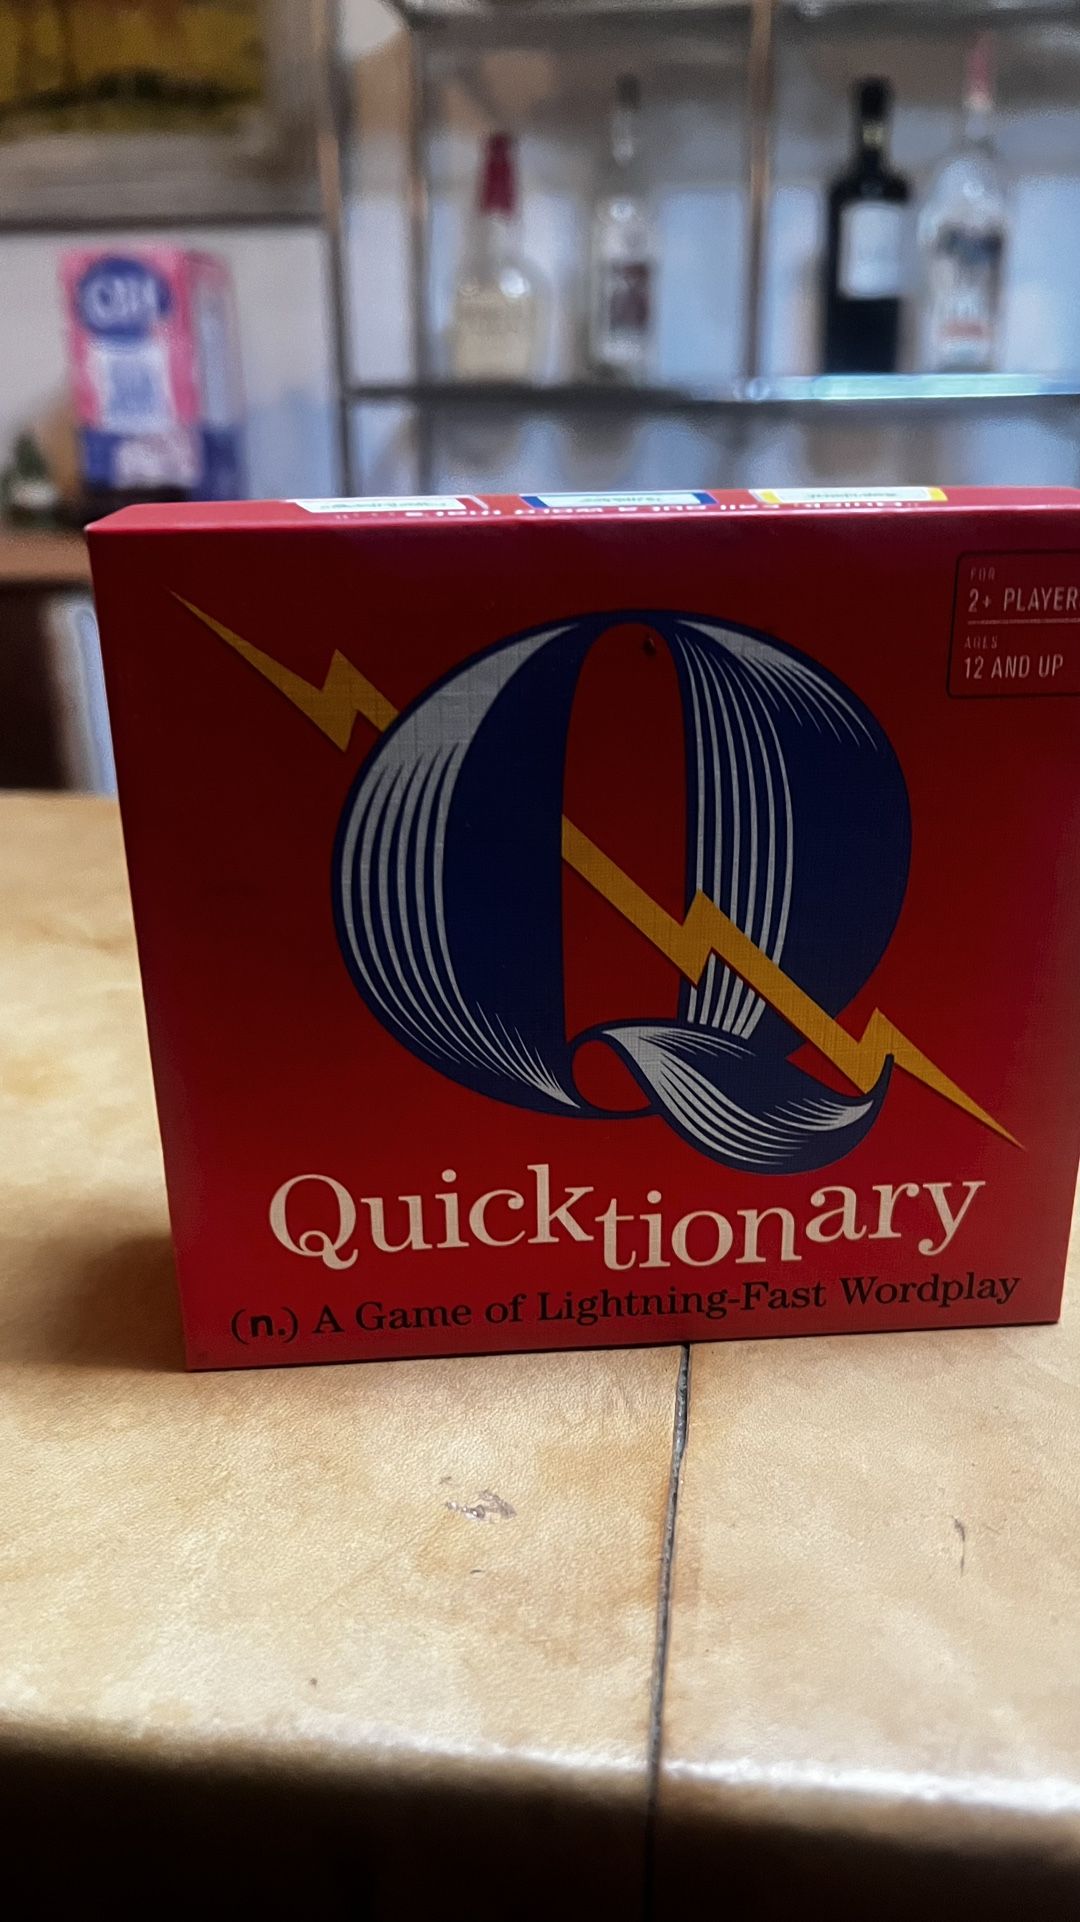 FOR
2+ PLAYER
AGES
12 AND UP
Q
Quicktionary
(n.) A Game of Lightning-Fast Wordplay